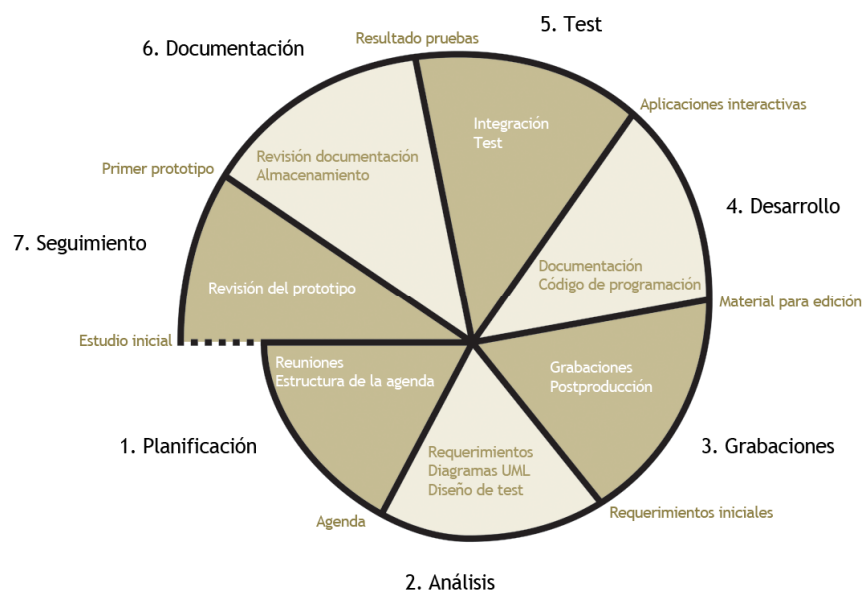 5. Test
6. Documentación
Resultado pruebas
Aplicaciones interactivas
Integración
Test
Revisión documentación
Almacenamiento
Primer prototipo
4. Desarrollo
7. Seguimiento
Documentación
Código de programación
Revisión del prototipo
Material para edición
Estudio inicial
Reuniones
Estructura de la agenda
Grabaciones
Postproducción
1. Planificación
3. Grabaciones
Requerimientos
Diagramas UML
Diseño de test
Agenda
Requerimientos iniciales
2. Análisis